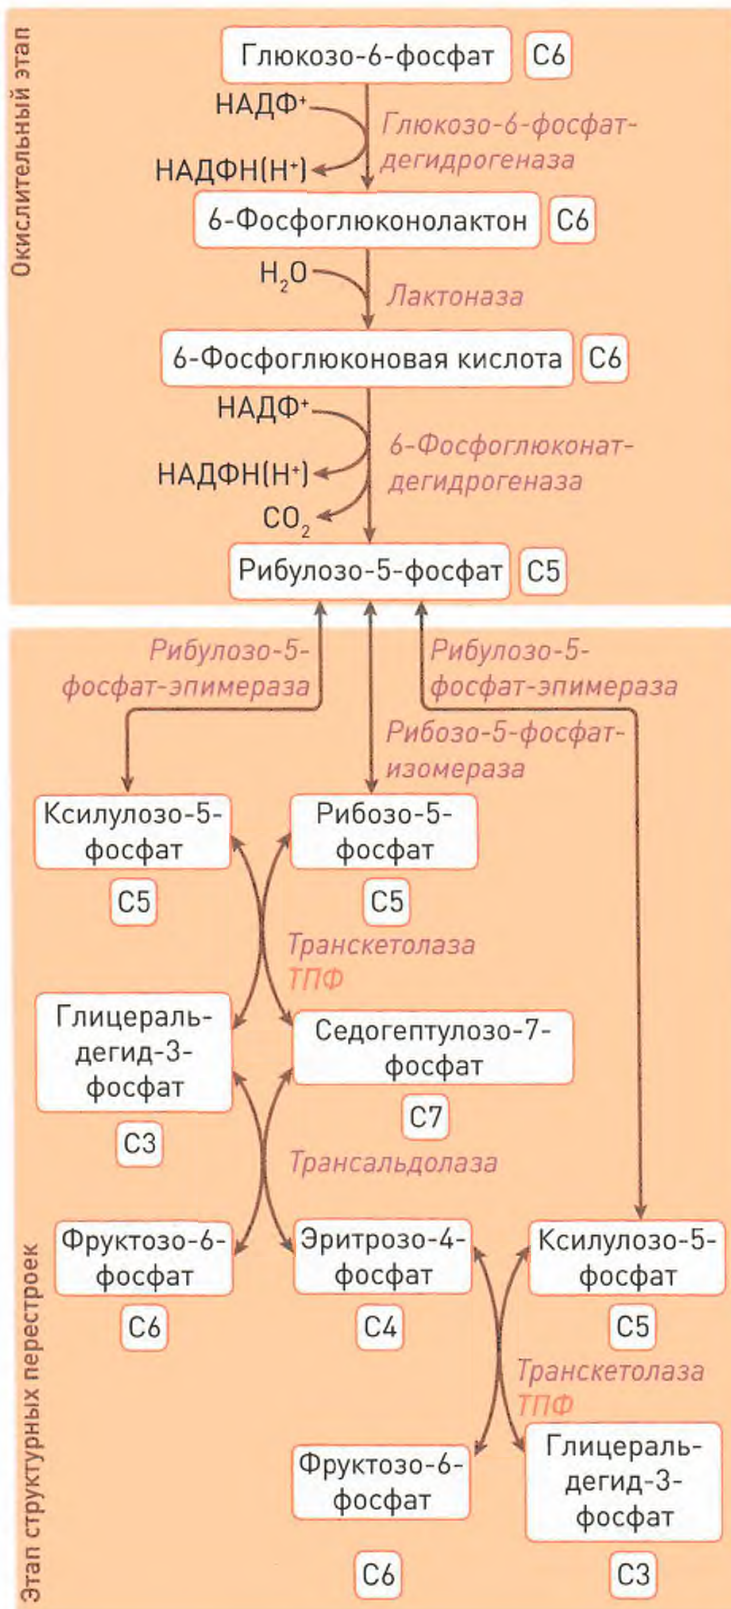 Окислительный этап
Глюкозо-6-фосфат
C6
НАДФ⁺
Глюкозо-6-фосфат-
дегидрогеназа
НАДФН(Н⁺)
6-Фосфоглюконолактон
C6
H₂O
Лактоназа
6-Фосфоглюконовая кислота
C6
НАДФ⁺
6-Фосфоглюконат-
дегидрогеназа
НАДФН(Н⁺)
CO₂
Рибулозо-5-фосфат
C5
Этап структурных перестроек
Рибулозо-5-
фосфат-эпимераза
Рибулозо-5-
фосфат-эпимераза
Рибозо-5-фосфат-
изомераза
Ксилулозо-5-
фосфат
C5
Рибозо-5-
фосфат
C5
Транскетолаза
ТПФ
Глицераль-
дегид-3-
фосфат
C3
Седогептулозо-7-
фосфат
C7
Трансальдолаза
Фруктозо-6-
фосфат
C6
Эритрозо-4-
фосфат
C4
Ксилулозо-5-
фосфат
C5
Транскетолаза
ТПФ
Фруктозо-6-
фосфат
C6
Глицераль-
дегид-3-
фосфат
C3